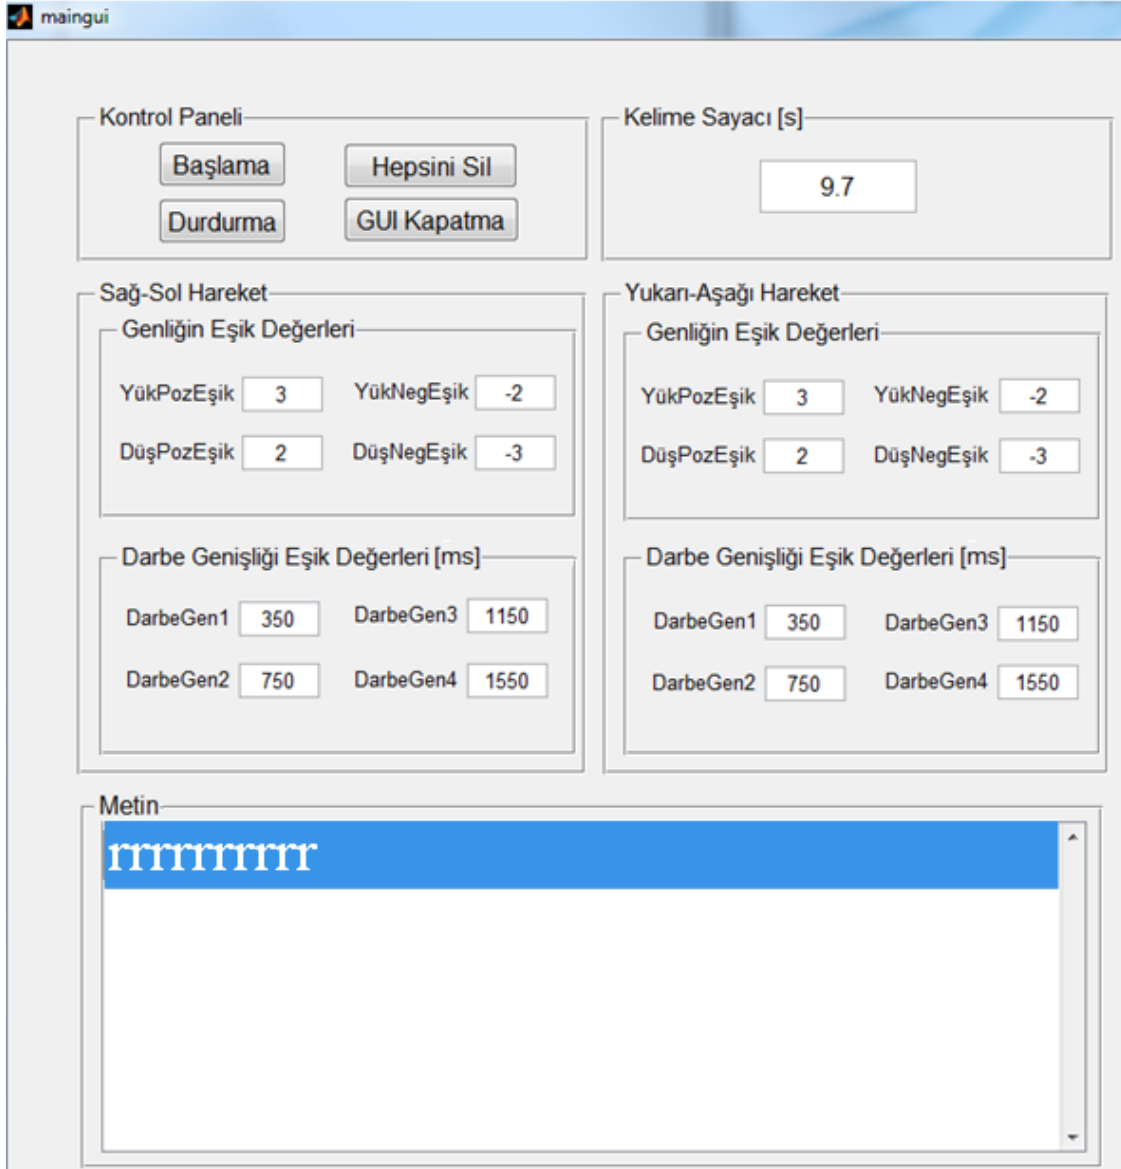 maingui
Kontrol Paneli
Başlama
Hepsini Sil
Durdurma
GUI Kapatma
Kelime Sayacı [s]
9.7
Sağ-Sol Hareket
Genliğin Eşik Değerleri
YükPozEşik 3 YükNegEşik -2
DüşPozEşik 2 DüşNegEşik -3
Darbe Genişliği Eşik Değerleri [ms]
DarbeGen1 350 DarbeGen3 1150
DarbeGen2 750 DarbeGen4 1550
Yukarı-Aşağı Hareket
Genliğin Eşik Değerleri
YükPozEşik 3 YükNegEşik -2
DüşPozEşik 2 DüşNegEşik -3
Darbe Genişliği Eşik Değerleri [ms]
DarbeGen1 350 DarbeGen3 1150
DarbeGen2 750 DarbeGen4 1550
Metin
rrrrrrrrrr